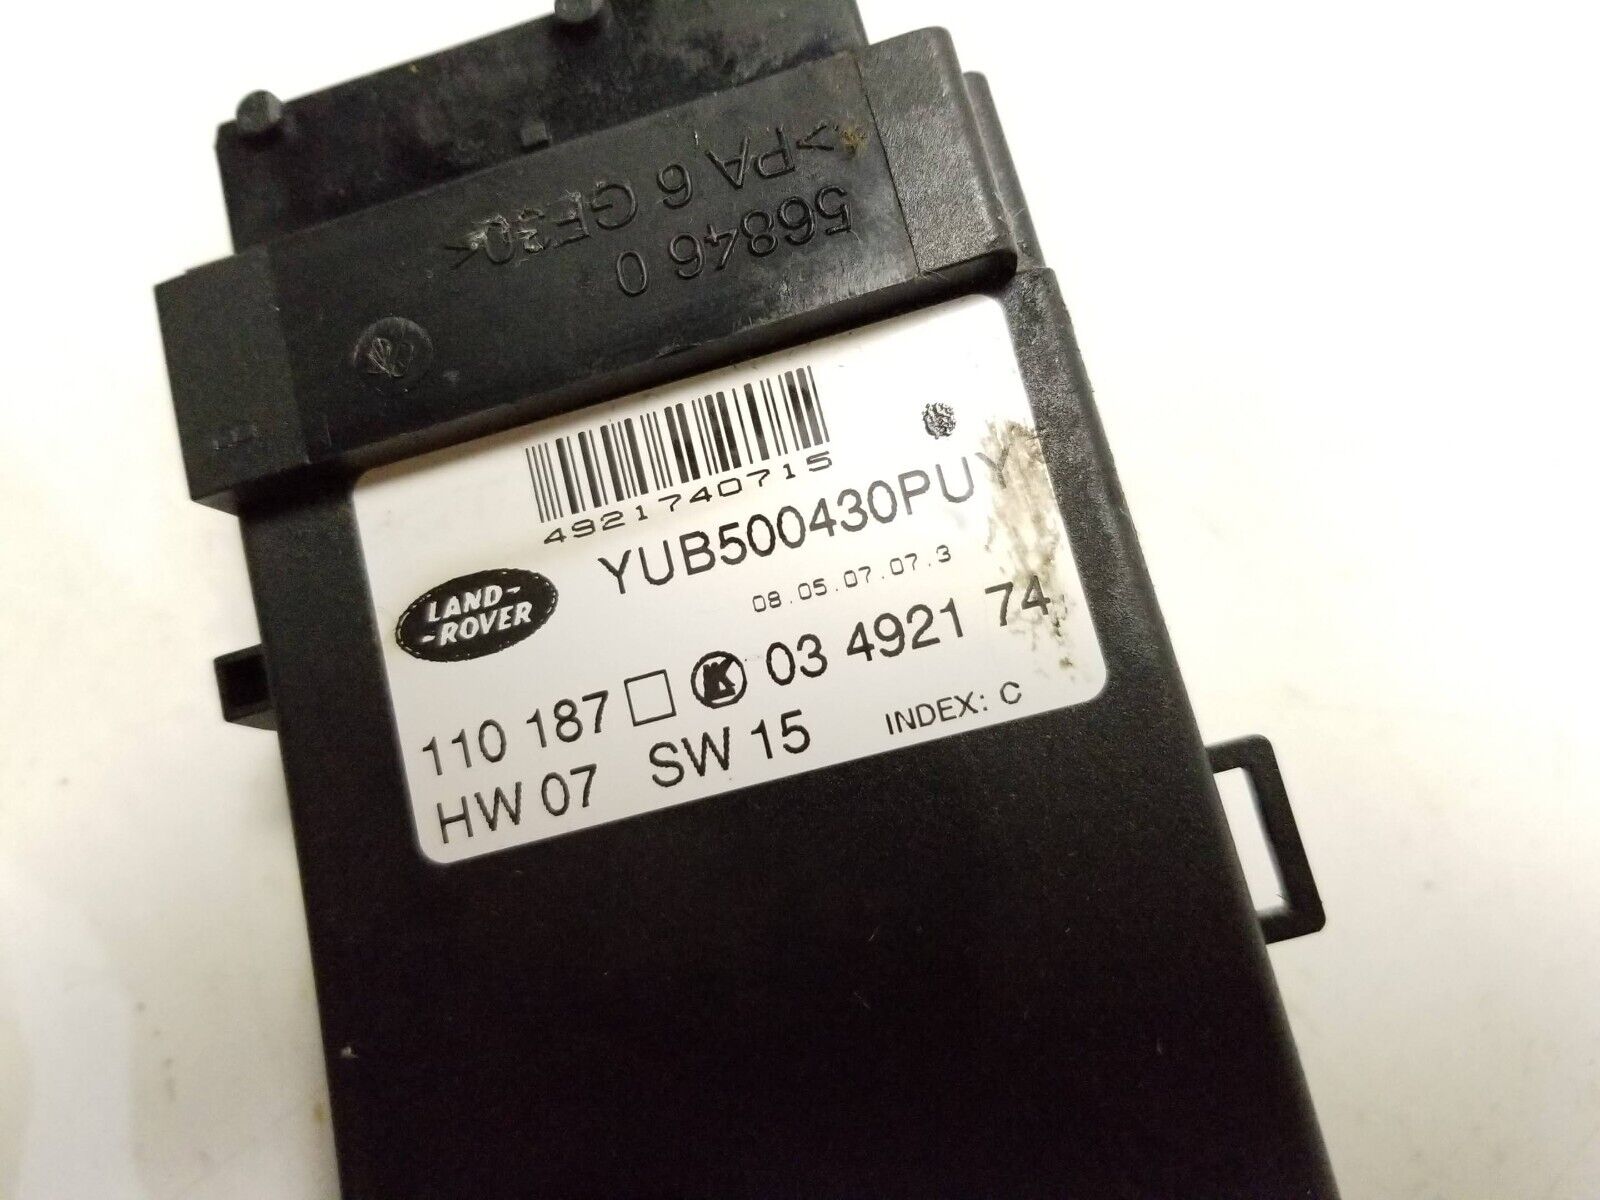 >PA 6 GF30<
56846 0
4921740715
YUB500430PUY
08.05.07.07.3
LAND-
-ROVER
110 187 □ K 03 4921 74
HW 07 SW 15 INDEX: C